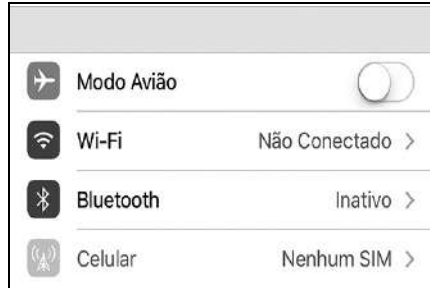 Modo Avião
Wi-Fi Não Conectado
Bluetooth Inativo
Celular Nenhum SIM